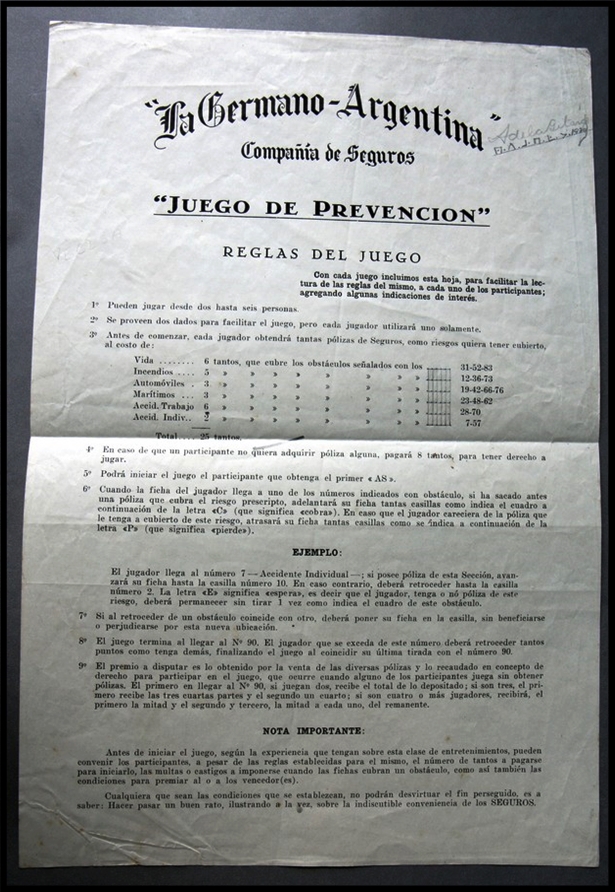 "La Germano-Argentina"
Compañía de Seguros
"JUEGO DE PREVENCION"
REGLAS DEL JUEGO
Con cada juego incluimos esta hoja, para facilitar la lec-
tura de las reglas del mismo, a cada uno de los participantes;
agregando algunas indicaciones de interés.
1º Pueden jugar desde dos hasta seis personas.
2º Se proveen dos dados para facilitar el juego, pero cada jugador utilizará uno solamente.
3º Antes de comenzar, cada jugador obtendrá tantas pólizas de Seguros, como riesgos quiera tener cubierto,
al costo de:
Vida ........ 6 tantos, que cubre los obstáculos señalados con los 31-52-83
Incendios .... 5 » » » » » » » 12-36-73
Automóviles . 3 » » » » » » » 19-42-66-76
Marítimos ... 3 » » » » » » » 23-48-62
Accid. Trabajo 6 » » » » » » » 28-70
Accid. Indiv.. 2 » » » » » » » 7-57
Total.... 25 tantos.
4º En caso de que un participante no quiera adquirir póliza alguna, pagará 8 tantos, para tener derecho a
jugar.
5º Podrá iniciar el juego el participante que obtenga el primer «AS».
6º Cuando la ficha del jugador llega a uno de los números indicados con obstáculo, si ha sacado antes
una póliza que cubra el riesgo prescripto, adelantará su ficha tantas casillas como indica el cuadro a
continuación de la letra «C» (que significa «cobra»). En caso que el jugador careciera de la póliza que
le tenga a cubierto de este riesgo, atrasará su ficha tantas casillas como se indica a continuación de la
letra «P» (que significa «pierde»).
EJEMPLO:
El jugador llega al número 7 — Accidente Individual —; si posee póliza de esta Sección, avan-
zará su ficha hasta la casilla número 10. En caso contrario, deberá retroceder hasta la casilla
número 2. La letra «E» significa «espera», es decir que el jugador, tenga o nó póliza de este
riesgo, deberá permanecer sin tirar 1 vez como indica el cuadro de este obstáculo.
7º Si al retroceder de un obstáculo coincide con otro, deberá poner su ficha en la casilla, sin beneficiarse
o perjudicarse por esta nueva ubicación.
8º El juego termina al llegar al Nº 90. El jugador que se exceda de este número deberá retroceder tantos
puntos como tenga demás, finalizando el jugador al coincidir su última tirada con el número 90.
9º El premio a disputar es lo obtenido por la venta de las diversas pólizas y lo recaudado en concepto de
derecho para participar en el juego, que ocurre cuando alguno de los participantes juega sin obtener
pólizas. El primero en llegar al Nº 90, si juegan dos, recibe el total de lo depositado; si son tres, el pri-
mero recibe las tres cuartas partes y el segundo un cuarto; si son cuatro o más jugadores, recibirá, el
primero la mitad y el segundo y tercero, la mitad a cada uno, del remanente.
NOTA IMPORTANTE:
Antes de iniciar el juego, según la experiencia que tengan sobre esta clase de entretenimientos, pueden
convenir los participantes, a pesar de las reglas establecidas para el mismo, el número de tantos a pagarse
para iniciarlo, las multas o castigos a imponerse cuando las fichas cubran un obstáculo, como así también las
condiciones para premiar al o a los vencedor(es).
Cualquiera que sean las condiciones que se establezcan, no podrán desvirtuar el fin perseguido, es a
saber: Hacer pasar un buen rato, ilustrando a la vez, sobre la indiscutible conveniencia de los SEGUROS.